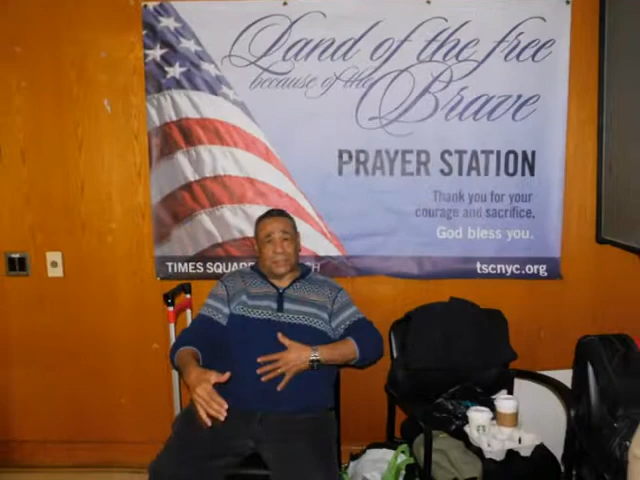 Land of the free
because of the
Brave
PRAYER STATION
Thank you for your
courage and sacrifice.
God bless you.
TIMES SQUARE
tscnyc.org